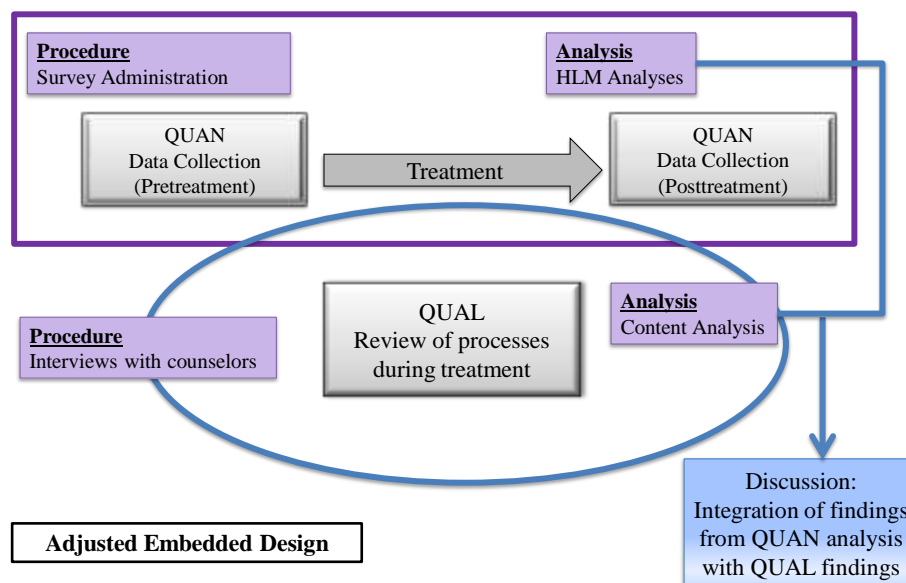 Procedure
Survey Administration
Analysis
HLM Analyses
QUAN
Data Collection
(Pretreatment)
Treatment
QUAN
Data Collection
(Posttreatment)
Procedure
Interviews with counselors
QUAL
Review of processes
during treatment
Analysis
Content Analysis
Discussion:
Integration of findings
from QUAN analysis
with QUAL findings
Adjusted Embedded Design